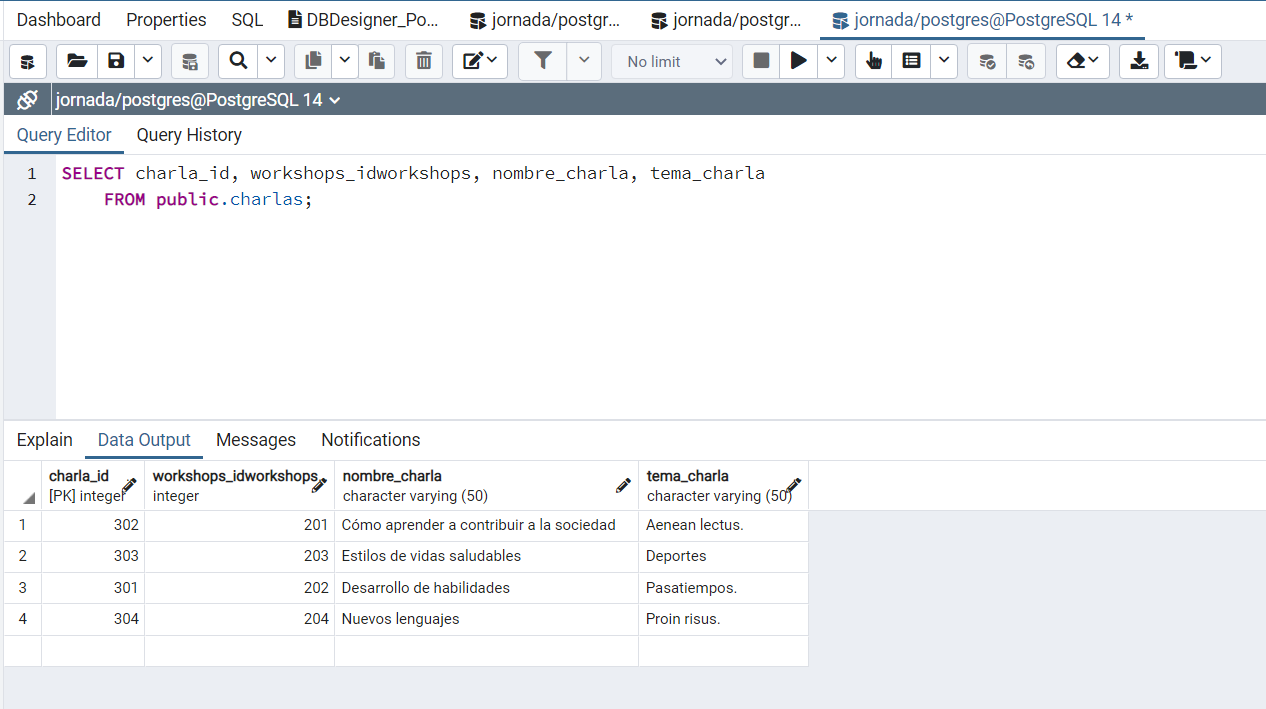 Dashboard Properties SQL DBDesigner_Po... jornada/postgr... jornada/postgr... jornada/postgres@PostgreSQL 14 *
No limit
jornada/postgres@PostgreSQL 14
Query Editor Query History
1 SELECT charla_id, workshops_idworkshops, nombre_charla, tema_charla
2 FROM public.charlas;
Explain Data Output Messages Notifications
charla_id workshops_idworkshops nombre_charla tema_charla
[PK] integer integer character varying (50) character varying (50)
1 302 201 Cómo aprender a contribuir a la sociedad Aenean lectus.
2 303 203 Estilos de vidas saludables Deportes
3 301 202 Desarrollo de habilidades Pasatiempos.
4 304 204 Nuevos lenguajes Proin risus.